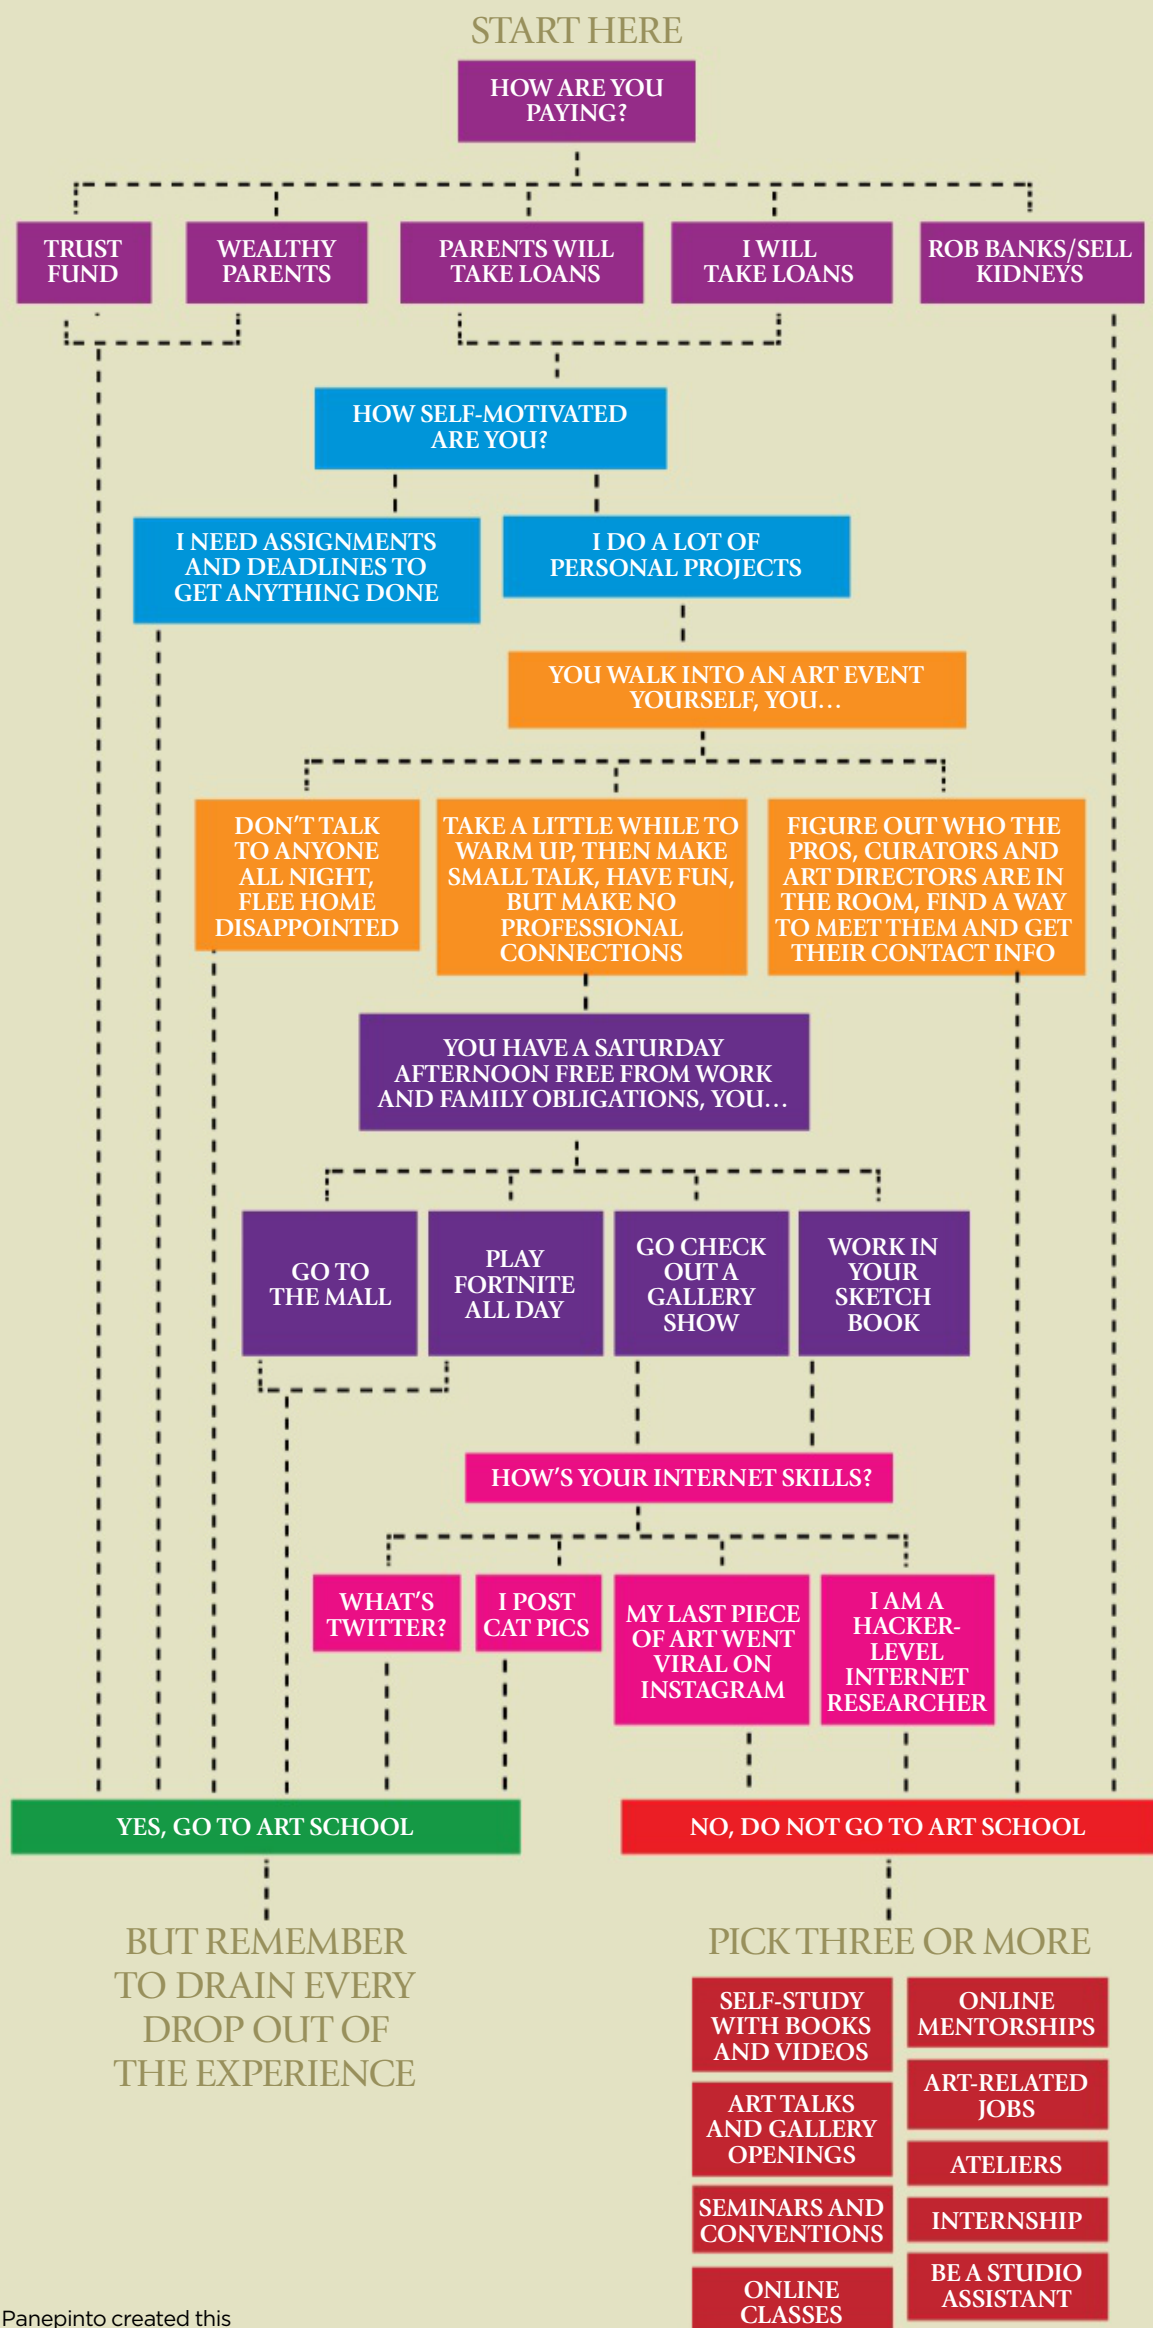 START HERE
HOW ARE YOU
PAYING?
TRUST
FUND
WEALTHY
PARENTS
PARENTS WILL
TAKE LOANS
I WILL
TAKE LOANS
ROB BANKS/SELL
KIDNEYS
HOW SELF-MOTIVATED
ARE YOU?
I NEED ASSIGNMENTS
AND DEADLINES TO
GET ANYTHING DONE
I DO A LOT OF
PERSONAL PROJECTS
YOU WALK INTO AN ART EVENT
YOURSELF, YOU…
DON'T TALK
TO ANYONE
ALL NIGHT,
FLEE HOME
DISAPPOINTED
TAKE A LITTLE WHILE TO
WARM UP, THEN MAKE
SMALL TALK, HAVE FUN,
BUT MAKE NO
PROFESSIONAL
CONNECTIONS
FIGURE OUT WHO THE
PROS, CURATORS AND
ART DIRECTORS ARE IN
THE ROOM, FIND A WAY
TO MEET THEM AND GET
THEIR CONTACT INFO
YOU HAVE A SATURDAY
AFTERNOON FREE FROM WORK
AND FAMILY OBLIGATIONS, YOU…
GO TO
THE MALL
PLAY
FORTNITE
ALL DAY
GO CHECK
OUT A
GALLERY
SHOW
WORK IN
YOUR
SKETCH
BOOK
HOW'S YOUR INTERNET SKILLS?
WHAT'S
TWITTER?
I POST
CAT PICS
MY LAST PIECE
OF ART WENT
VIRAL ON
INSTAGRAM
I AM A
HACKER-
LEVEL
INTERNET
RESEARCHER
YES, GO TO ART SCHOOL
NO, DO NOT GO TO ART SCHOOL
BUT REMEMBER
TO DRAIN EVERY
DROP OUT OF
THE EXPERIENCE
PICK THREE OR MORE
SELF-STUDY
WITH BOOKS
AND VIDEOS
ART TALKS
AND GALLERY
OPENINGS
SEMINARS AND
CONVENTIONS
ONLINE
CLASSES
ONLINE
MENTORSHIPS
ART-RELATED
JOBS
ATELIERS
INTERNSHIP
BE A STUDIO
ASSISTANT
Panepinto created this